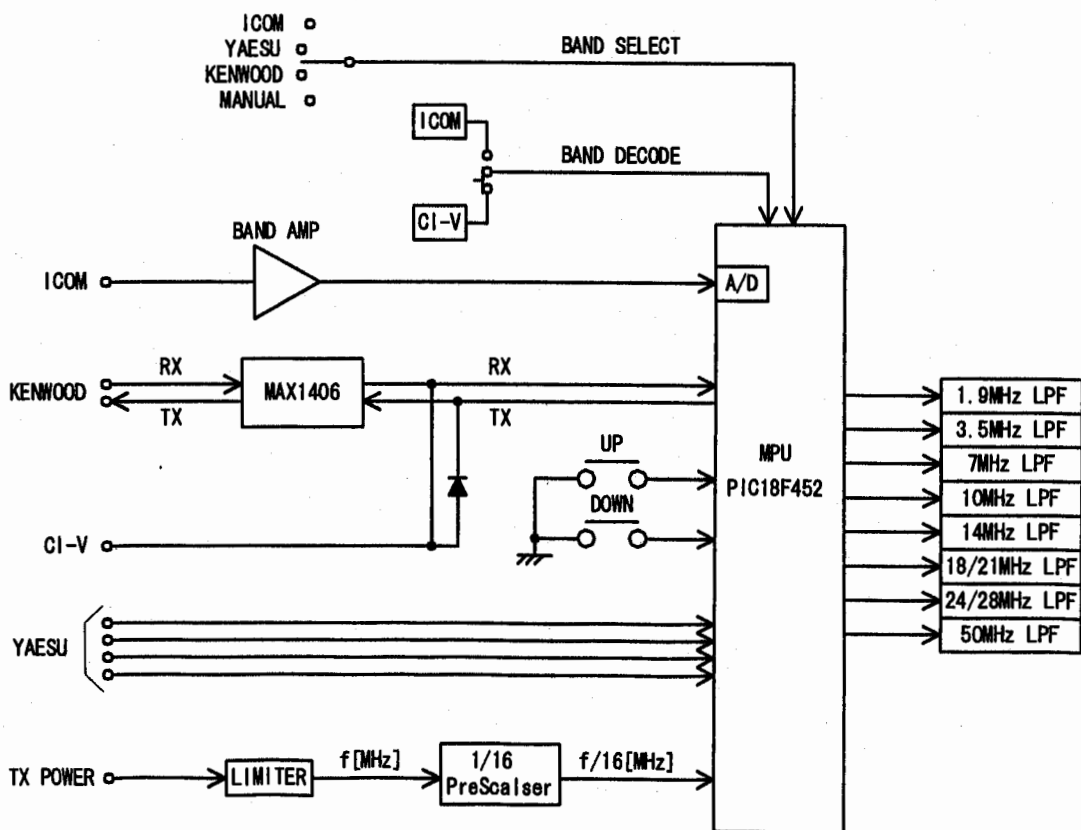 ICOM
YAESU
KENWOOD
MANUAL
BAND SELECT
ICOM
BAND DECODE
CI-V
BAND AMP
ICOM
A/D
KENWOOD
RX
TX
MAX1406
RX
TX
UP
DOWN
MPU
PIC18F452
CI-V
YAESU
TX POWER
LIMITER
f[MHz]
1/16
PreScalser
f/16[MHz]
1.9MHz LPF
3.5MHz LPF
7MHz LPF
10MHz LPF
14MHz LPF
18/21MHz LPF
24/28MHz LPF
50MHz LPF